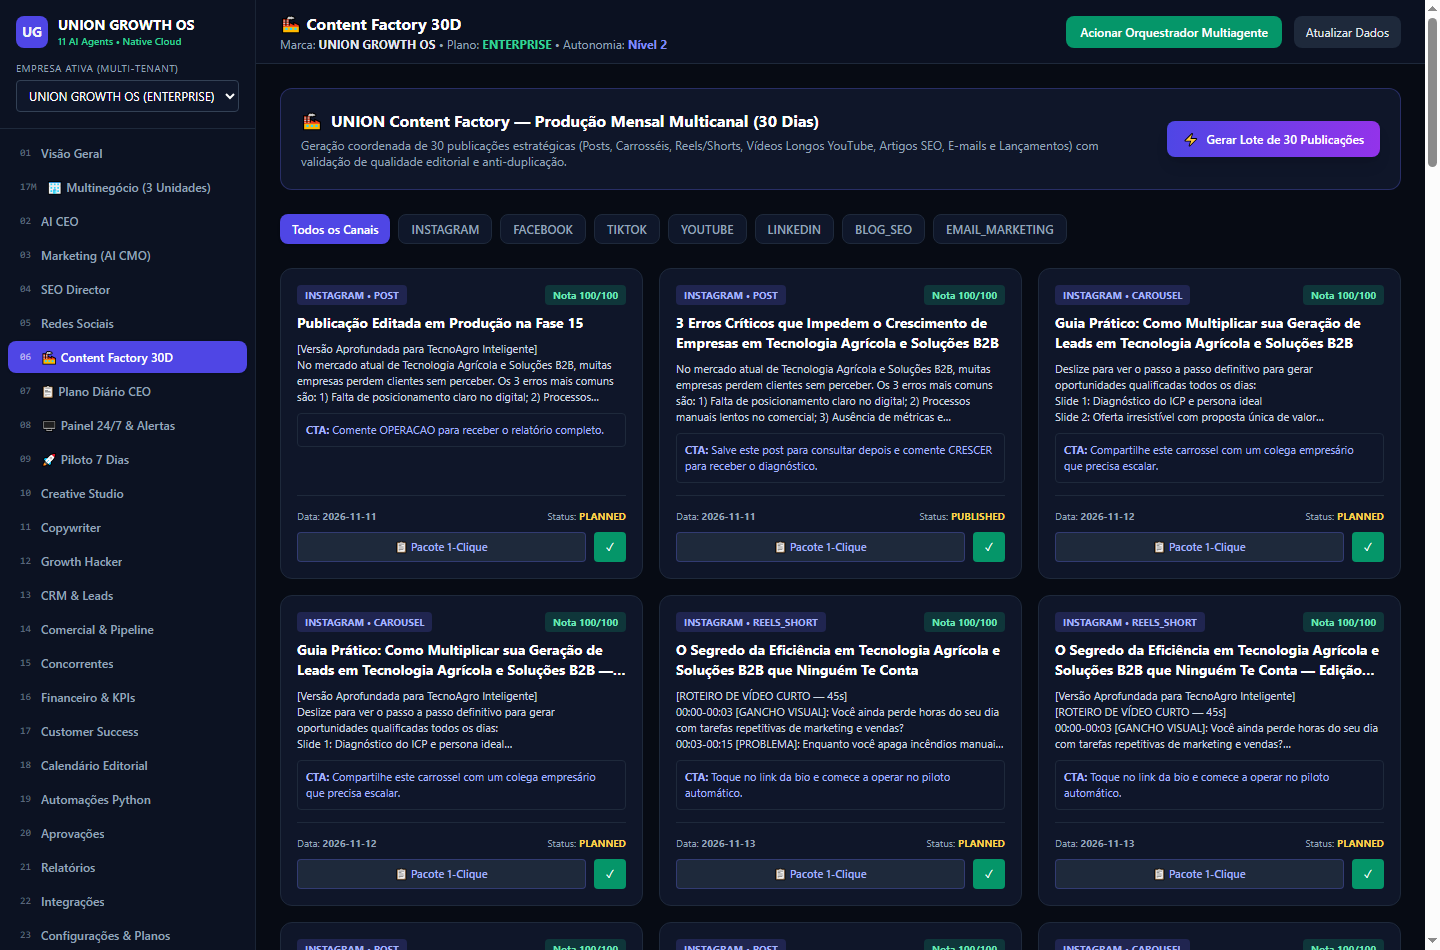 UG
UNION GROWTH OS
11 AI Agents • Native Cloud
EMPRESA ATIVA (MULTI-TENANT)
UNION GROWTH OS (ENTERPRISE)
01 Visão Geral
17M Multinegócio (3 Unidades)
02 AI CEO
03 Marketing (AI CMO)
04 SEO Director
05 Redes Sociais
06 Content Factory 30D
07 Plano Diário CEO
08 Painel 24/7 & Alertas
09 Piloto 7 Dias
10 Creative Studio
11 Copywriter
12 Growth Hacker
13 CRM & Leads
14 Comercial & Pipeline
15 Concorrentes
16 Financeiro & KPIs
17 Customer Success
18 Calendário Editorial
19 Automações Python
20 Aprovações
21 Relatórios
22 Integrações
23 Configurações & Planos
Content Factory 30D
Marca: UNION GROWTH OS • Plano: ENTERPRISE • Autonomia: Nível 2
Acionar Orquestrador Multiagente
Atualizar Dados
UNION Content Factory — Produção Mensal Multicanal (30 Dias)
Geração coordenada de 30 publicações estratégicas (Posts, Carrosséis, Reels/Shorts, Vídeos Longos YouTube, Artigos SEO, E-mails e Lançamentos) com
validação de qualidade editorial e anti-duplicação.
Gerar Lote de 30 Publicações
Todos os Canais
INSTAGRAM
FACEBOOK
TIKTOK
YOUTUBE
LINKEDIN
BLOG_SEO
EMAIL_MARKETING
INSTAGRAM • POST
Nota 100/100
Publicação Editada em Produção na Fase 15
[Versão Aprofundada para TecnoAgro Inteligente]
No mercado atual de Tecnologia Agrícola e Soluções B2B, muitas
empresas perdem clientes sem perceber. Os 3 erros mais comuns
são: 1) Falta de posicionamento claro no digital; 2) Processos...
CTA: Comente OPERACAO para receber o relatório completo.
Data: 2026-11-11
Status: PLANNED
Pacote 1-Clique
✓
INSTAGRAM • POST
Nota 100/100
3 Erros Críticos que Impedem o Crescimento de
Empresas em Tecnologia Agrícola e Soluções B2B
No mercado atual de Tecnologia Agrícola e Soluções B2B, muitas
empresas perdem clientes sem perceber. Os 3 erros mais comuns
são: 1) Falta de posicionamento claro no digital; 2) Processos
manuais lentos no comercial; 3) Ausência de métricas e...
CTA: Salve este post para consultar depois e comente CRESCER
para receber o diagnóstico.
Data: 2026-11-11
Status: PUBLISHED
Pacote 1-Clique
✓
INSTAGRAM • CAROUSEL
Nota 100/100
Guia Prático: Como Multiplicar sua Geração de
Leads em Tecnologia Agrícola e Soluções B2B
Deslize para ver o passo a passo definitivo para gerar
oportunidades qualificadas todos os dias:
Slide 1: Diagnóstico do ICP e persona ideal
Slide 2: Oferta irresistível com proposta única de valor...
CTA: Compartilhe este carrossel com um colega empresário
que precisa escalar.
Data: 2026-11-12
Status: PLANNED
Pacote 1-Clique
✓
INSTAGRAM • CAROUSEL
Nota 100/100
Guia Prático: Como Multiplicar sua Geração de
Leads em Tecnologia Agrícola e Soluções B2B —...
[Versão Aprofundada para TecnoAgro Inteligente]
Deslize para ver o passo a passo definitivo para gerar
oportunidades qualificadas todos os dias:
Slide 1: Diagnóstico do ICP e persona ideal...
CTA: Compartilhe este carrossel com um colega empresário
que precisa escalar.
Data: 2026-11-12
Status: PLANNED
Pacote 1-Clique
✓
INSTAGRAM • REELS_SHORT
Nota 100/100
O Segredo da Eficiência em Tecnologia Agrícola e
Soluções B2B que Ninguém Te Conta
[ROTEIRO DE VÍDEO CURTO — 45s]
00:00-00:03 [GANCHO VISUAL]: Você ainda perde horas do seu dia
com tarefas repetitivas de marketing e vendas?
00:03-00:15 [PROBLEMA]: Enquanto você apaga incêndios manuai...
CTA: Toque no link da bio e comece a operar no piloto
automático.
Data: 2026-11-13
Status: PLANNED
Pacote 1-Clique
✓
INSTAGRAM • REELS_SHORT
Nota 100/100
O Segredo da Eficiência em Tecnologia Agrícola e
Soluções B2B que Ninguém Te Conta — Edição...
[Versão Aprofundada para TecnoAgro Inteligente]
[ROTEIRO DE VÍDEO CURTO — 45s]
00:00-00:03 [GANCHO VISUAL]: Você ainda perde horas do seu dia
com tarefas repetitivas de marketing e vendas?...
CTA: Toque no link da bio e comece a operar no piloto
automático.
Data: 2026-11-13
Status: PLANNED
Pacote 1-Clique
✓
INSTAGRAM • POST
Nota 100/100
INSTAGRAM • POST
Nota 100/100
INSTAGRAM • CAROUSEL
Nota 100/100